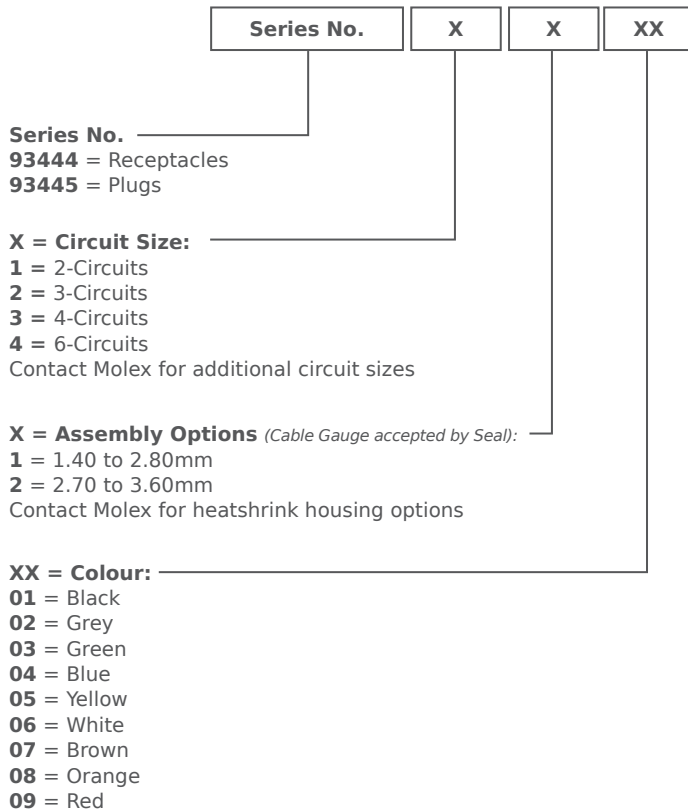 Series No. X X XX
Series No.
93444 = Receptacles
93445 = Plugs
X = Circuit Size:
1 = 2-Circuits
2 = 3-Circuits
3 = 4-Circuits
4 = 6-Circuits
Contact Molex for additional circuit sizes
X = Assembly Options (Cable Gauge accepted by Seal):
1 = 1.40 to 2.80mm
2 = 2.70 to 3.60mm
Contact Molex for heatshrink housing options
XX = Colour:
01 = Black
02 = Grey
03 = Green
04 = Blue
05 = Yellow
06 = White
07 = Brown
08 = Orange
09 = Red